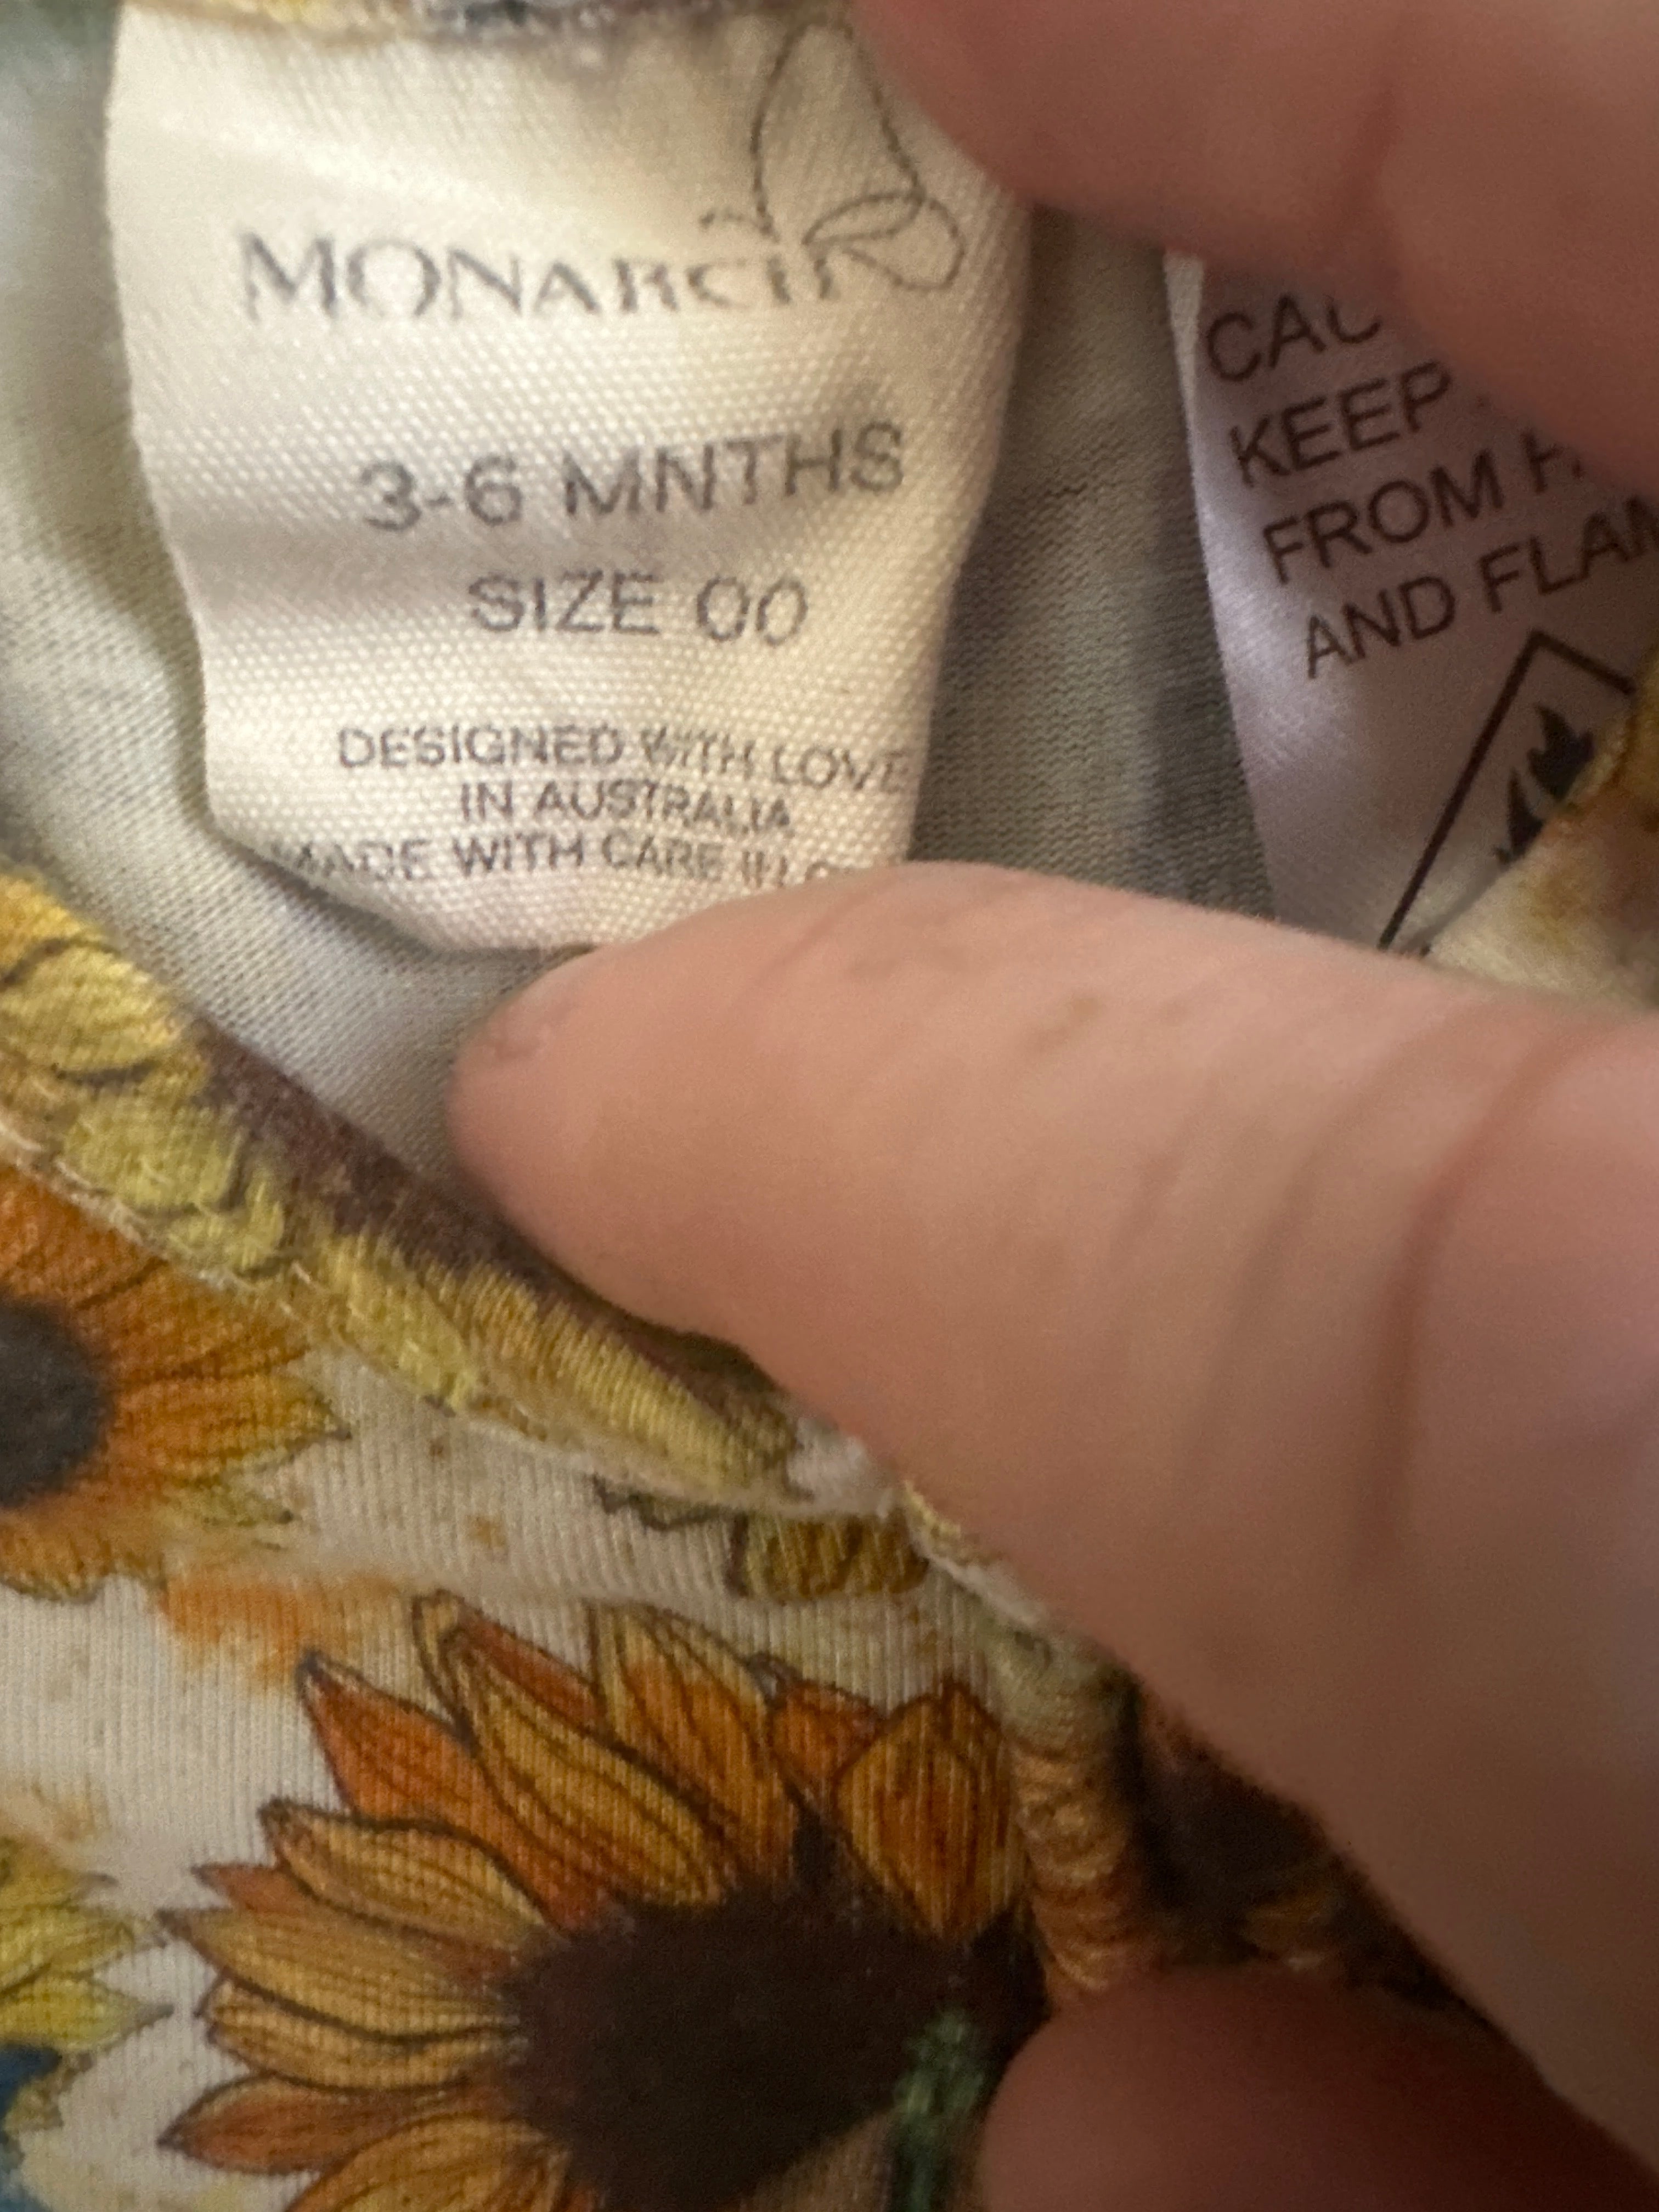 MONARCH
3-6 MNTHS
SIZE 00
DESIGNED WITH LOVE
IN AUSTRALIA
MADE WITH CARE IN
KEEP
FROM
AND